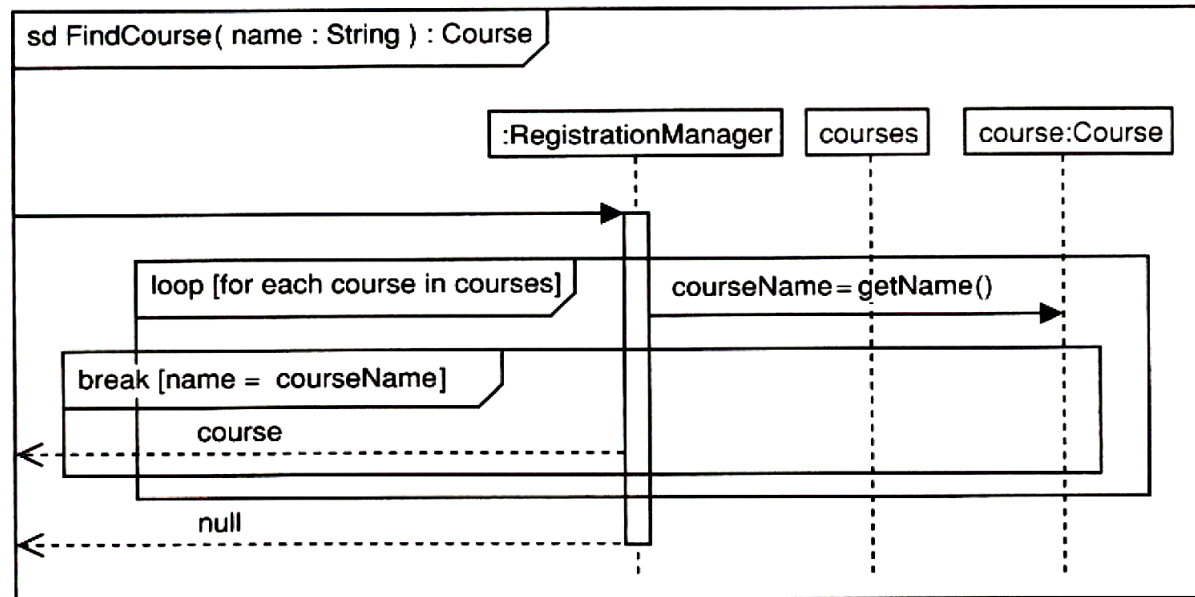 sd FindCourse( name : String ) : Course
:RegistrationManager
courses
course:Course
loop [for each course in courses]
courseName = getName()
break [name = courseName]
course
null